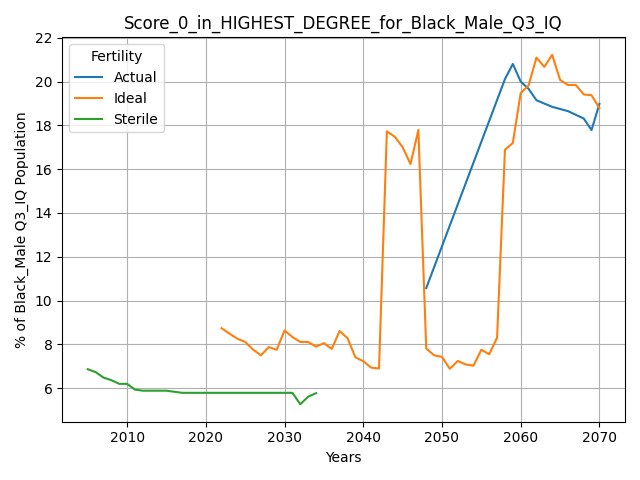 Score_0_in_HIGHEST_DEGREE_for_Black_Male_Q3_IQ
Fertility
Actual
Ideal
Sterile
% of Black_Male Q3_IQ Population
22
20
18
16
14
12
10
8
6
2010 2020 2030 2040 2050 2060 2070
Years